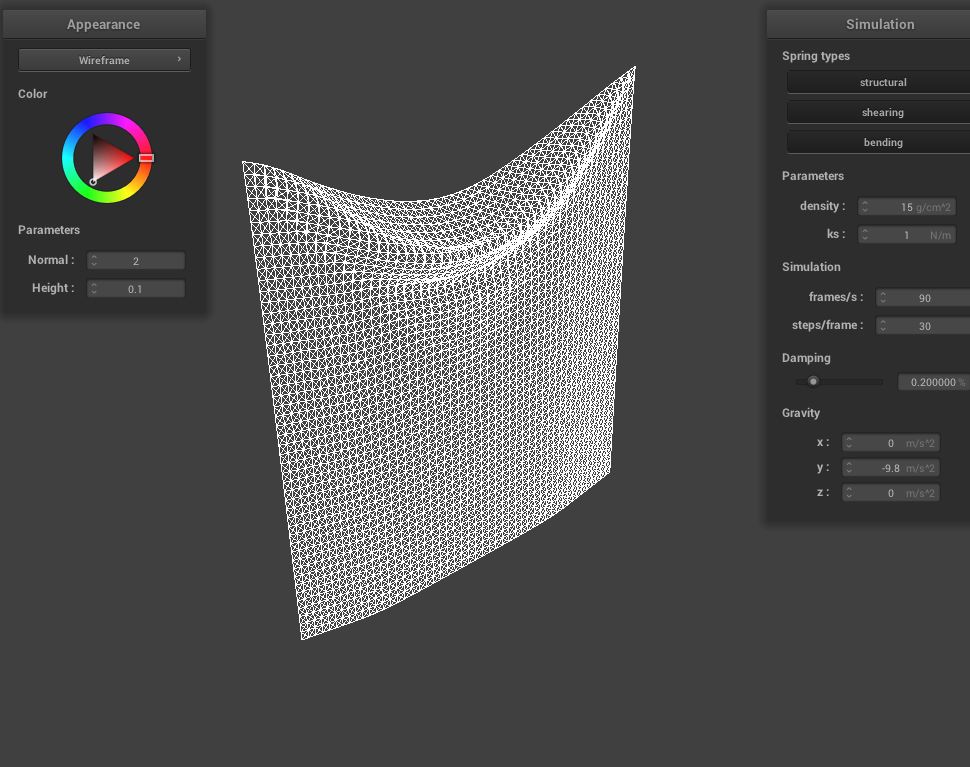 Appearance
Wireframe
Color
Parameters
Normal : 2
Height : 0.1
Simulation
Spring types
structural
shearing
bending
Parameters
density : 15 g/cm^2
ks : 1 N/m
Simulation
frames/s : 90
steps/frame : 30
Damping
0.200000 %
Gravity
x : 0 m/s^2
y : -9.8 m/s^2
z : 0 m/s^2